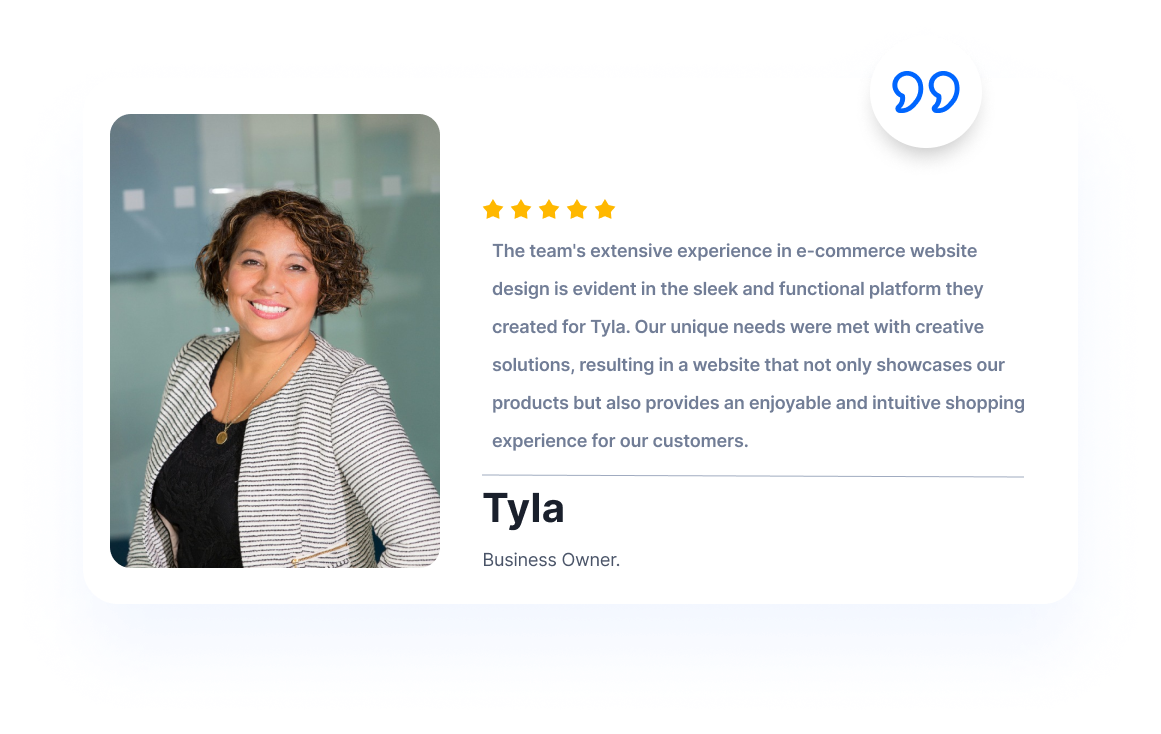 The team's extensive experience in e-commerce website
design is evident in the sleek and functional platform they
created for Tyla. Our unique needs were met with creative
solutions, resulting in a website that not only showcases our
products but also provides an enjoyable and intuitive shopping
experience for our customers.
Tyla
Business Owner.